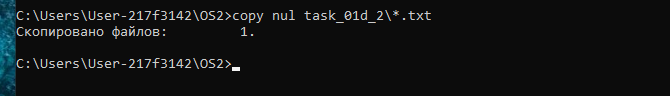 C:\Users\User-217f3142\OS2>copy nul task_01d_2\*.txt
Скопировано файлов:         1.
C:\Users\User-217f3142\OS2>